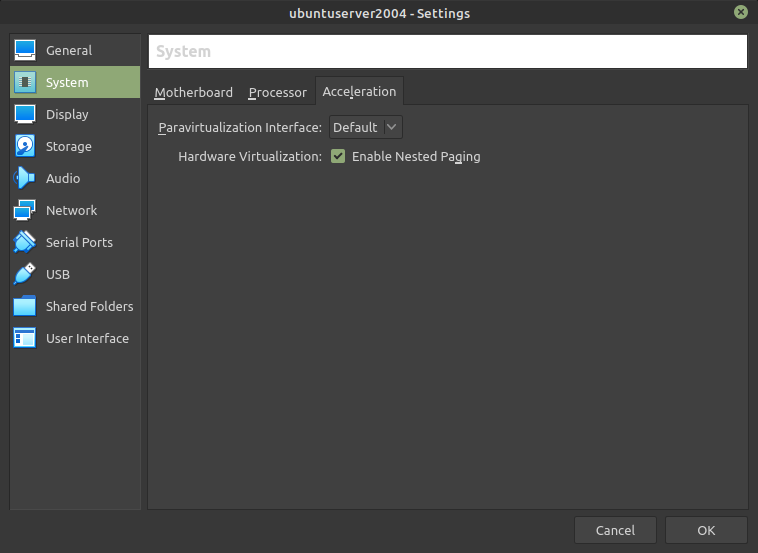 ubuntuserver2004 - Settings
General
System
Display
Storage
Audio
Network
Serial Ports
USB
Shared Folders
User Interface
System
Motherboard Processor Acceleration
Paravirtualization Interface: Default
Hardware Virtualization: Enable Nested Paging
Cancel OK